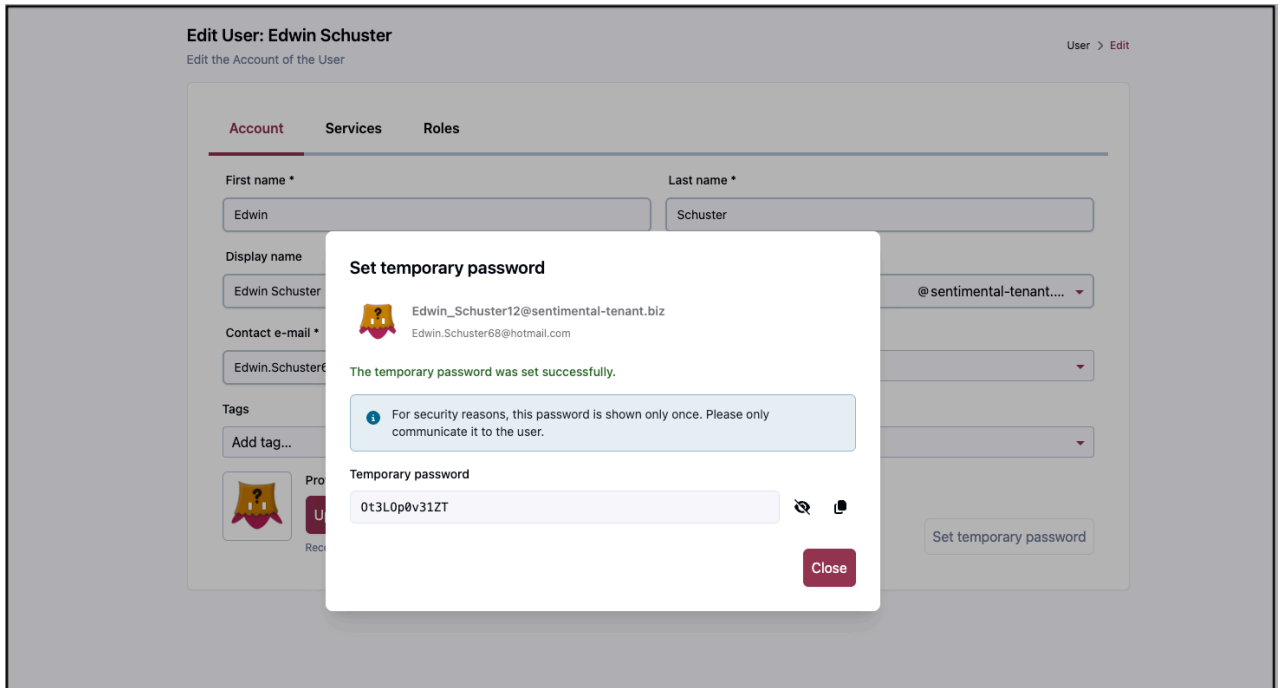 Edit User: Edwin Schuster
Edit the Account of the User
User > Edit
Account Services Roles
First name *
Last name *
Edwin
Schuster
Display name
Edwin Schuster
@sentimental-tenant....
Contact e-mail *
Edwin.Schuster6
Tags
Add tag...
Pro
U
Rec
Set temporary password
Set temporary password
Edwin_Schuster12@sentimental-tenant.biz
Edwin.Schuster68@hotmail.com
The temporary password was set successfully.
For security reasons, this password is shown only once. Please only
communicate it to the user.
Temporary password
Ot3LOp0v31ZT
Close